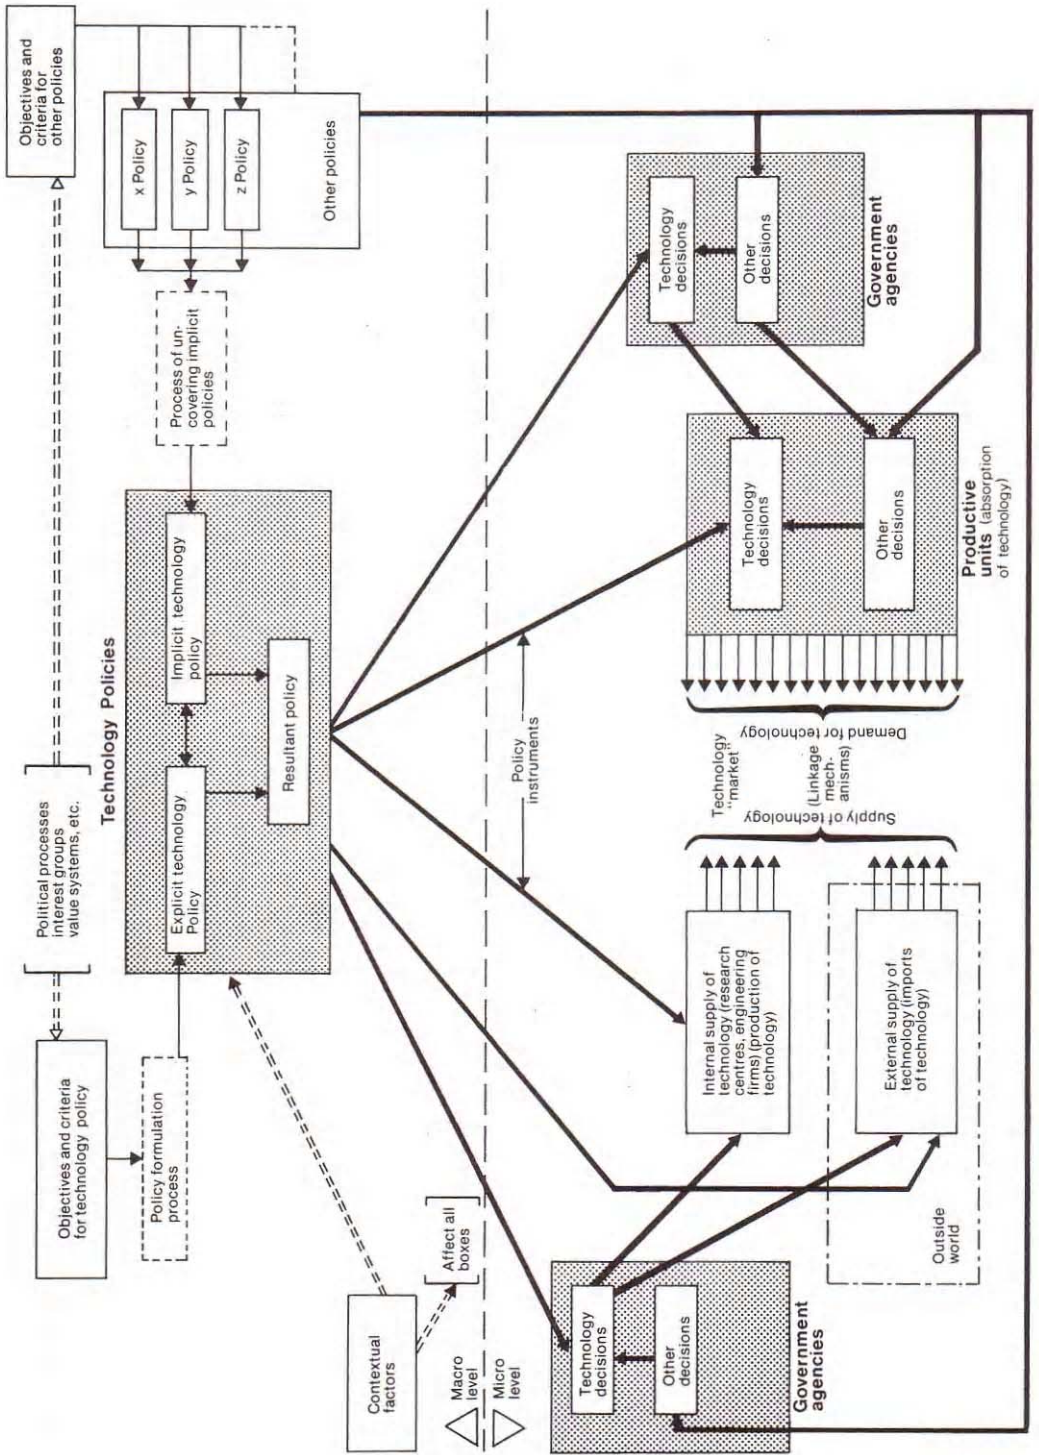 Political processes
interest groups
value systems, etc.
Objectives and criteria
for technology policy
Objectives and
criteria for
other policies
Policy formulation
process
Technology Policies
Explicit technology
Policy
Implicit technology
policy
Resultant policy
Process of un-
covering implicit
policies
x Policy
y Policy
z Policy
Other policies
Contextual
factors
Affect all
boxes
Macro
level
Micro
level
Policy
instruments
Technology
decisions
Other
decisions
Government
agencies
Internal supply of
technology (research
centres, engineering
firms) (production of
technology)
External supply of
technology (imports
of technology)
Outside
world
Supply of technology
Technology
"market"
(Linkage
mech-
anisms)
Demand for technology
Technology
decisions
Other
decisions
Productive
units (absorption
of technology)
Technology
decisions
Other
decisions
Government
agencies